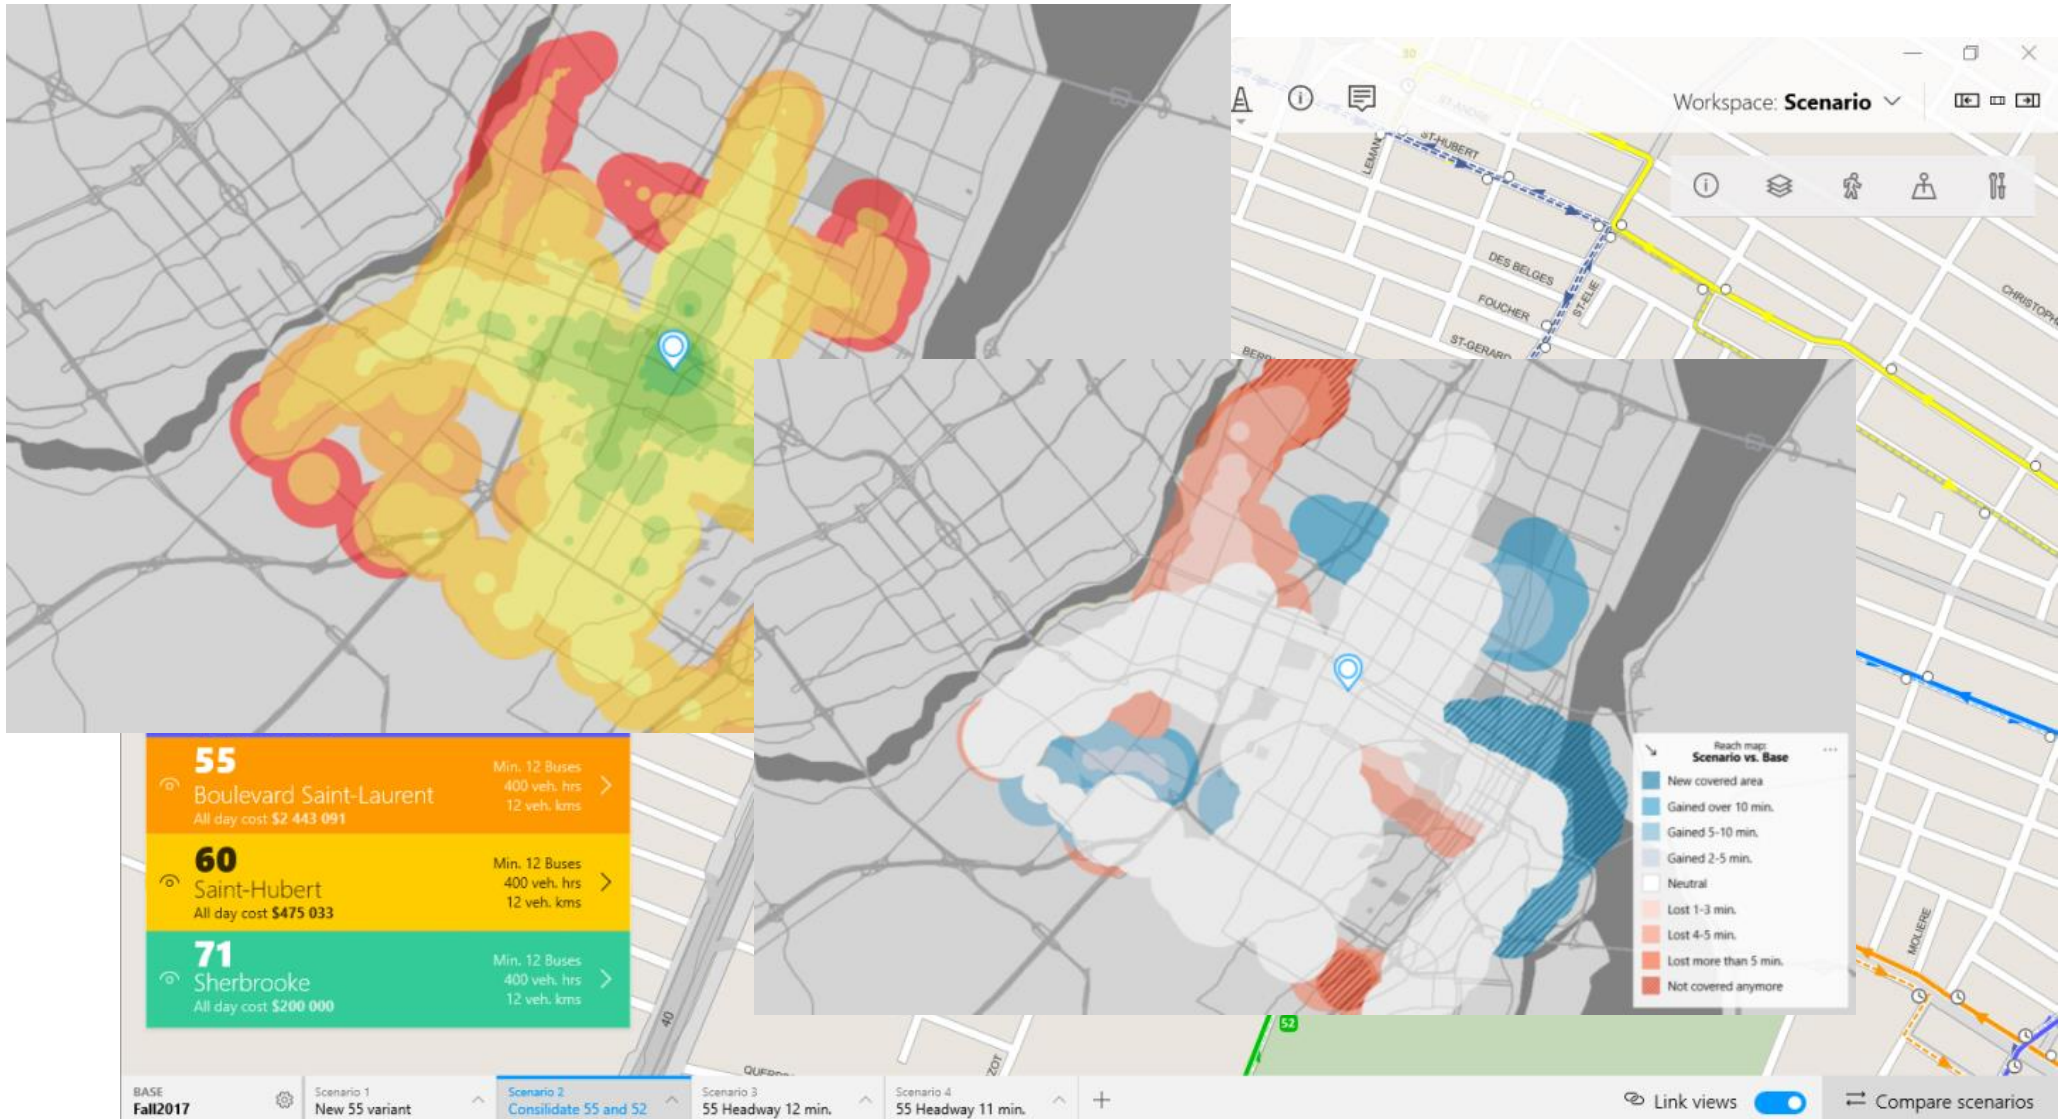 30
ST-ANDRE
Workspace: Scenario
LEMAN
ST-HUBERT
DES BELGES
FOUCHER
ST-ELIE
ST-GERARD
CHRISTOPH
BERR
55
Boulevard Saint-Laurent
All day cost $2 443 091
Min. 12 Buses
400 veh. hrs
12 veh. kms
60
Saint-Hubert
All day cost $475 033
Min. 12 Buses
400 veh. hrs
12 veh. kms
71
Sherbrooke
All day cost $200 000
Min. 12 Buses
400 veh. hrs
12 veh. kms
Reach map:
Scenario vs. Base
New covered area
Gained over 10 min.
Gained 5-10 min.
Gained 2-5 min.
Neutral
Lost 1-3 min.
Lost 4-5 min.
Lost more than 5 min.
Not covered anymore
MOLIERE
40
52
ZOT
BASE
Fall2017
Scenario 1
New 55 variant
Scenario 2
Consilidate 55 and 52
Scenario 3
55 Headway 12 min.
Scenario 4
55 Headway 11 min.
Link views
Compare scenarios